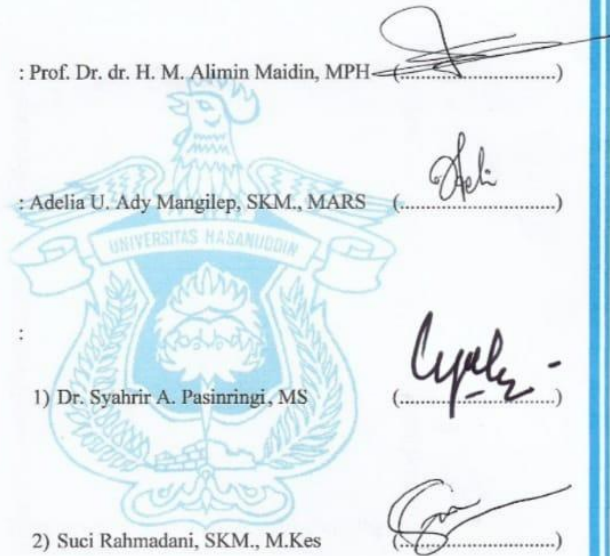 : Prof. Dr. dr. H. M. Alimin Maidin, MPH (..............................)
: Adelia U. Ady Mangilep, SKM., MARS (..............................)
UNIVERSITAS HASANUDDIN
:
1) Dr. Syahrir A. Pasinringi, MS (..............................)
2) Suci Rahmadani, SKM., M.Kes (..............................)